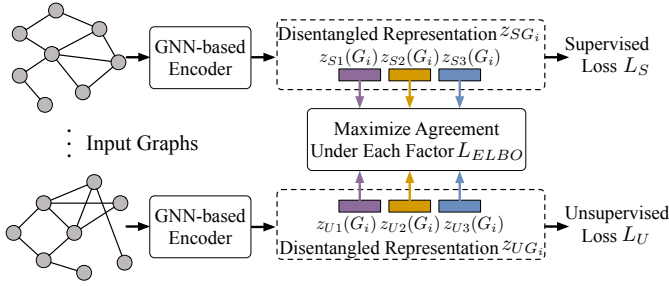 GNN-based
Encoder
Disentangled Representation $z_{SG_i}$
$z_{S1}(G_i)$ $z_{S2}(G_i)$ $z_{S3}(G_i)$
Supervised
Loss $L_S$
Input Graphs
Maximize Agreement
Under Each Factor $L_{ELBO}$
GNN-based
Encoder
$z_{U1}(G_i)$ $z_{U2}(G_i)$ $z_{U3}(G_i)$
Disentangled Representation $z_{UG_i}$
Unsupervised
Loss $L_U$